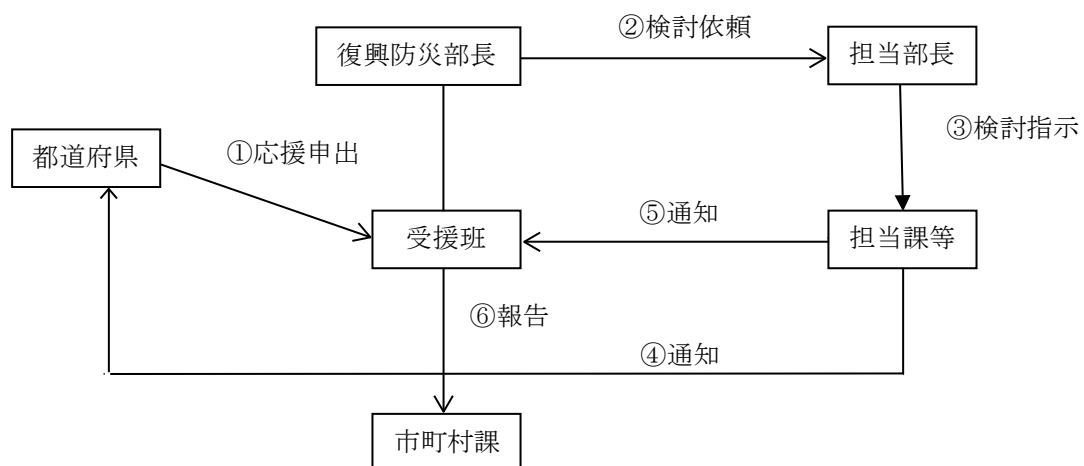 ②検討依頼
復興防災部長
担当部長
③検討指示
都道府県
①応援申出
⑤通知
受援班
担当課等
⑥報告
④通知
市町村課